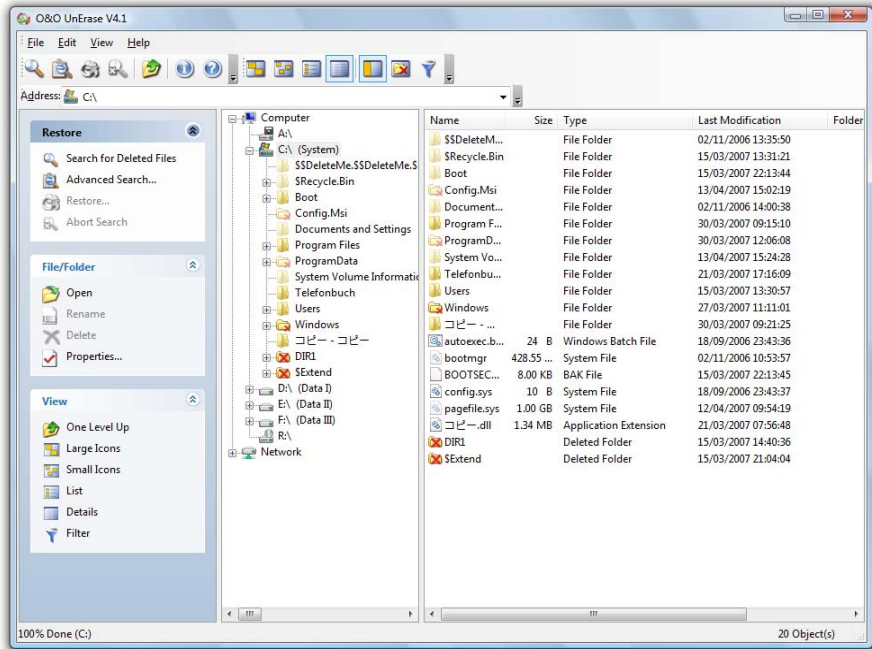 O&O UnErase V4.1
File Edit View Help
Address: C:\
Restore
Search for Deleted Files
Advanced Search...
Restore...
Abort Search
File/Folder
Open
Rename
Delete
Properties...
View
One Level Up
Large Icons
Small Icons
List
Details
Filter
Computer
A:\
C:\ (System)
$$DeleteMe.$$DeleteMe.$
$Recycle.Bin
Boot
Config.Msi
Documents and Settings
Program Files
ProgramData
System Volume Informatic
Telefonbuch
Users
Windows
コピー - コピー
DIR1
$Extend
D:\ (Data I)
E:\ (Data II)
F:\ (Data III)
R:\
Network
Name Size Type Last Modification Folder
$$DeleteM... File Folder 02/11/2006 13:35:50
$Recycle.Bin File Folder 15/03/2007 13:31:21
Boot File Folder 15/03/2007 22:13:44
Config.Msi File Folder 13/04/2007 15:02:19
Document... File Folder 02/11/2006 14:00:38
Program F... File Folder 30/03/2007 09:15:10
ProgramD... File Folder 30/03/2007 12:06:08
System Vo... File Folder 13/04/2007 15:24:28
Telefonbu... File Folder 21/03/2007 17:16:09
Users File Folder 15/03/2007 13:30:57
Windows File Folder 27/03/2007 11:11:01
コピー - ... File Folder 30/03/2007 09:21:25
autoexec.b... 24 B Windows Batch File 18/09/2006 23:43:36
bootmgr 428.55 ... System File 02/11/2006 10:53:57
BOOTSEC... 8.00 KB BAK File 15/03/2007 22:13:45
config.sys 10 B System File 18/09/2006 23:43:37
pagefile.sys 1.00 GB System File 12/04/2007 09:54:19
コピー.dll 1.34 MB Application Extension 21/03/2007 07:56:48
DIR1 Deleted Folder 15/03/2007 14:40:36
$Extend Deleted Folder 15/03/2007 21:04:04
100% Done (C:) 20 Object(s)